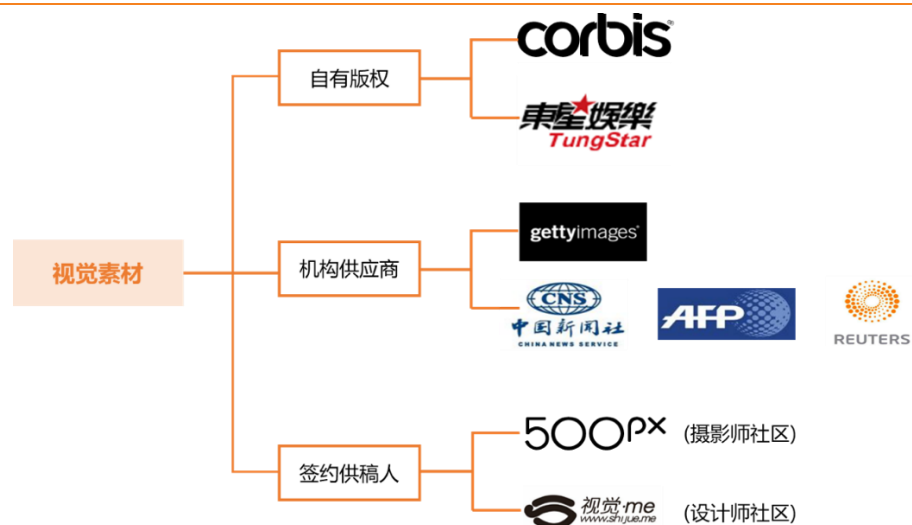 corbis
自有版权
東星娛樂
TungStar
gettyimages
视觉素材
机构供应商
CNS
中国新闻社
CHINA NEWS SERVICE
AFP
REUTERS
500px (摄影师社区)
签约供稿人
视觉·me
www.shijue.me
(设计师社区)